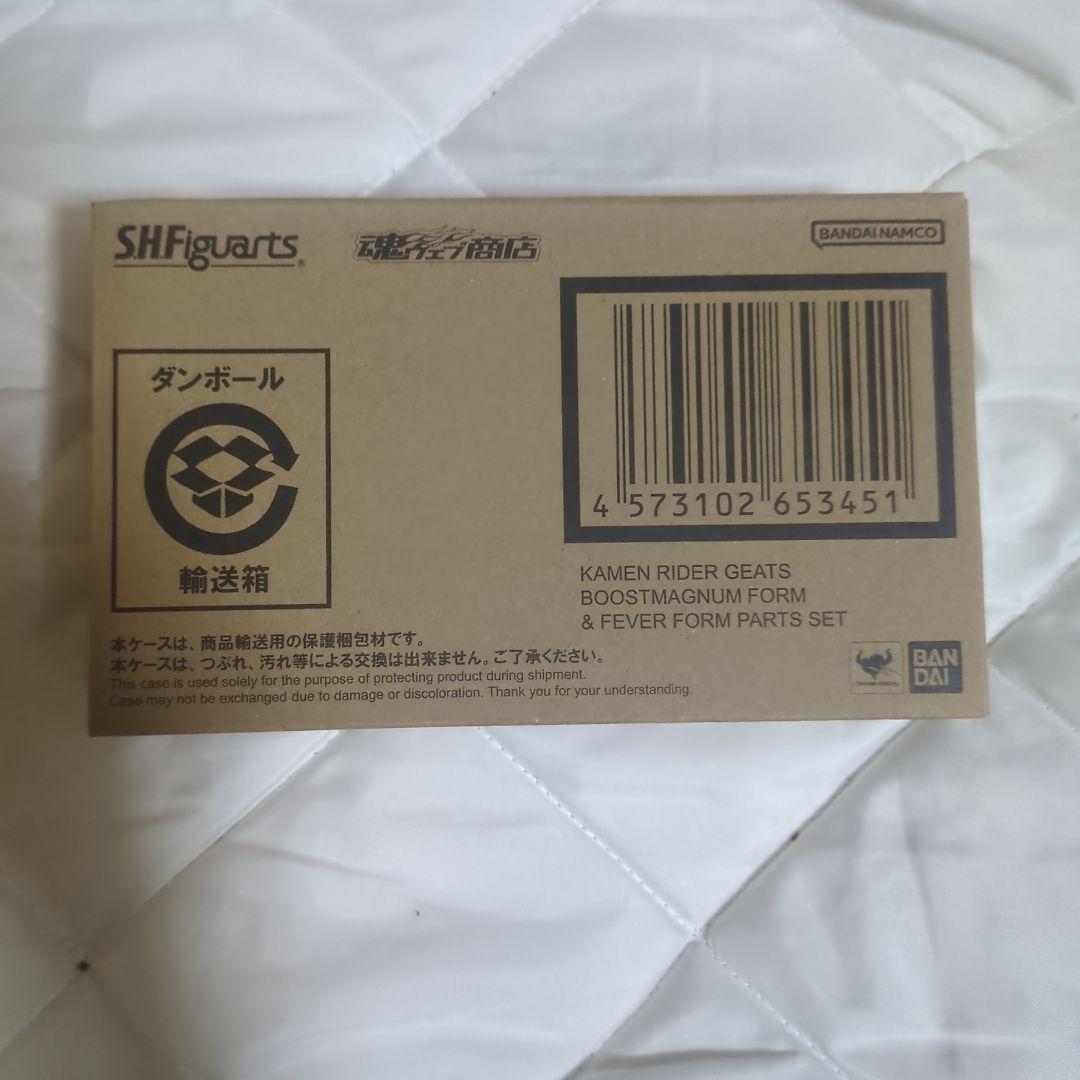 S.H.Figuarts®
魂ウェブ商店
BANDAI NAMCO
ダンボール
輸送箱
4 573102 653451
KAMEN RIDER GEATS
BOOSTMAGNUM FORM
& FEVER FORM PARTS SET
本ケースは、商品輸送用の保護梱包材です。
本ケースは、つぶれ、汚れ等による交換は出来ません。ご了承ください。
This case is used solely for the purpose of protecting product during shipment.
Case may not be exchanged due to damage or discoloration. Thank you for your understanding.
BAN
DAI